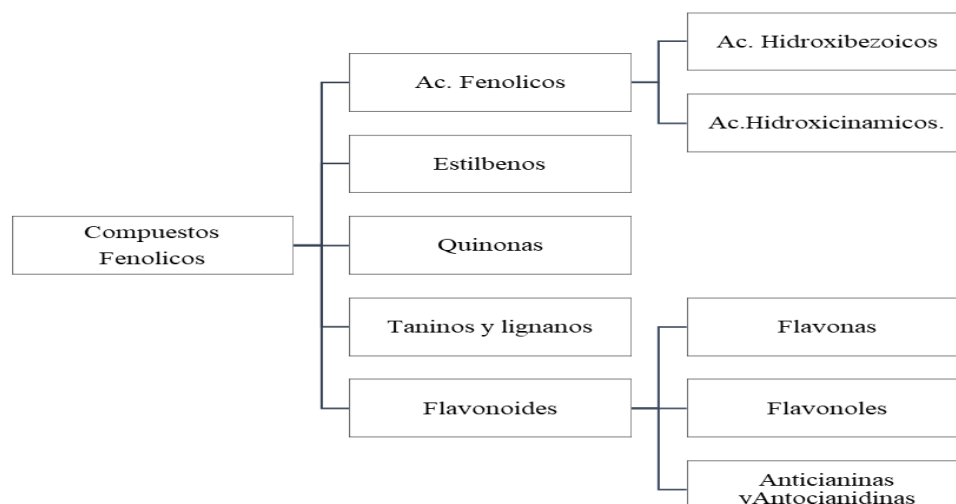 Ac. Hidroxibezoicos
Ac. Fenolicos
Ac.Hidroxicinamicos.
Estilbenos
Compuestos
Fenolicos
Quinonas
Taninos y lignanos
Flavonas
Flavonoides
Flavonoles
Anticianinas
yAntocianidinas